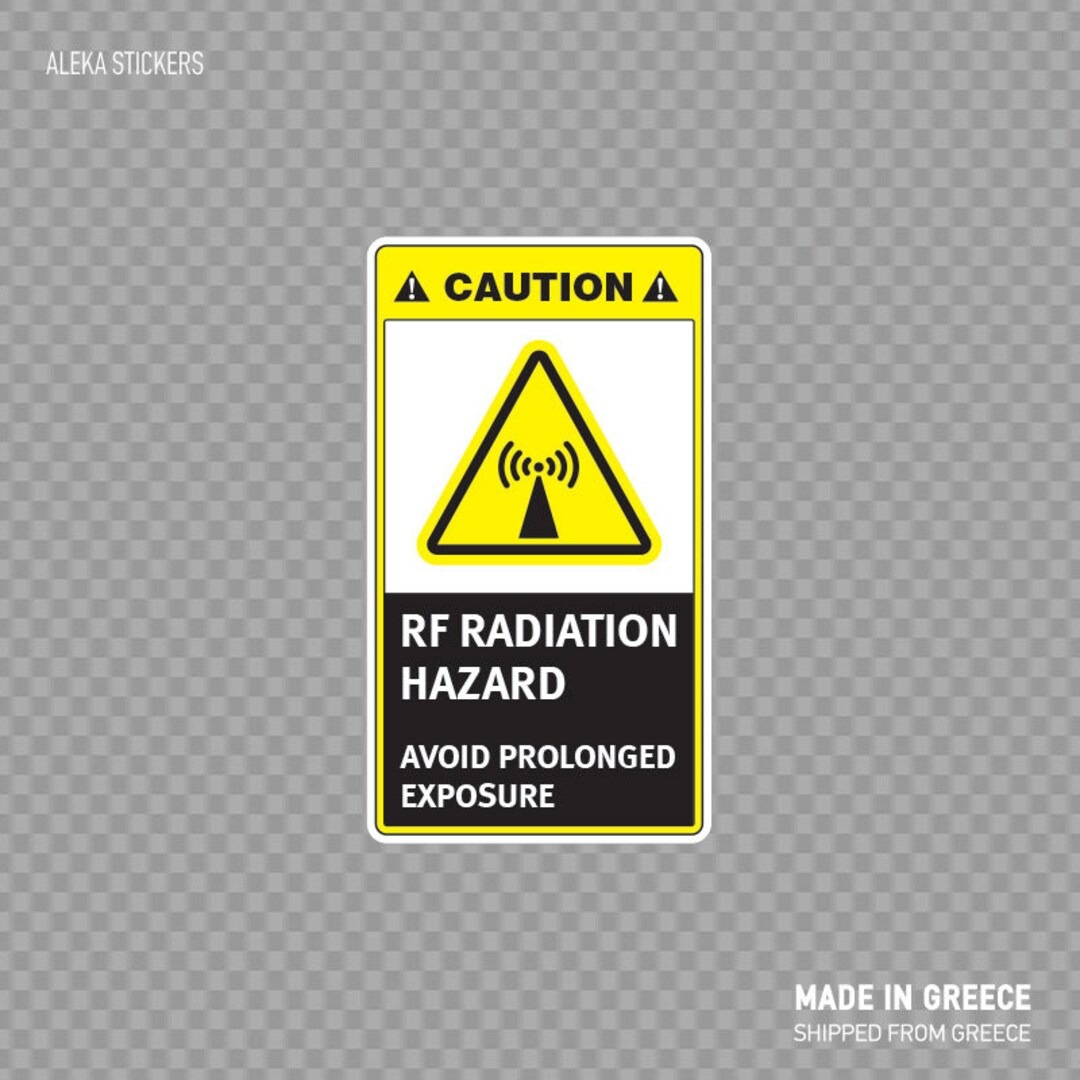 ALEKA STICKERS
CAUTION
RF RADIATION
HAZARD
AVOID PROLONGED
EXPOSURE
MADE IN GREECE
SHIPPED FROM GREECE